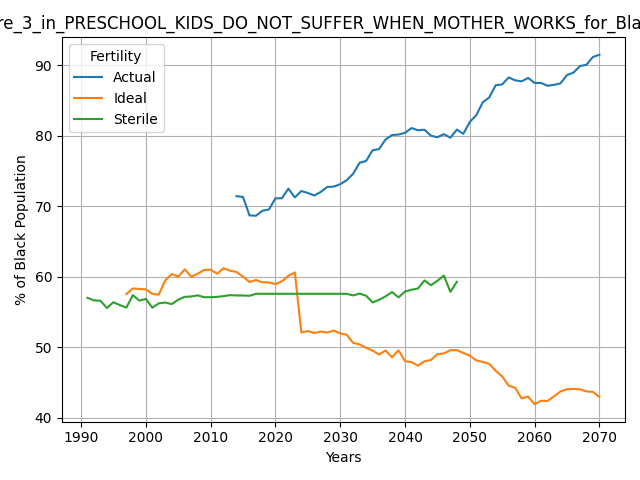 re_3_in_PRESCHOOL_KIDS_DO_NOT_SUFFER_WHEN_MOTHER_WORKS_for_Bla
Fertility
Actual
Ideal
Sterile
% of Black Population
90
80
70
60
50
40
1990 2000 2010 2020 2030 2040 2050 2060 2070
Years